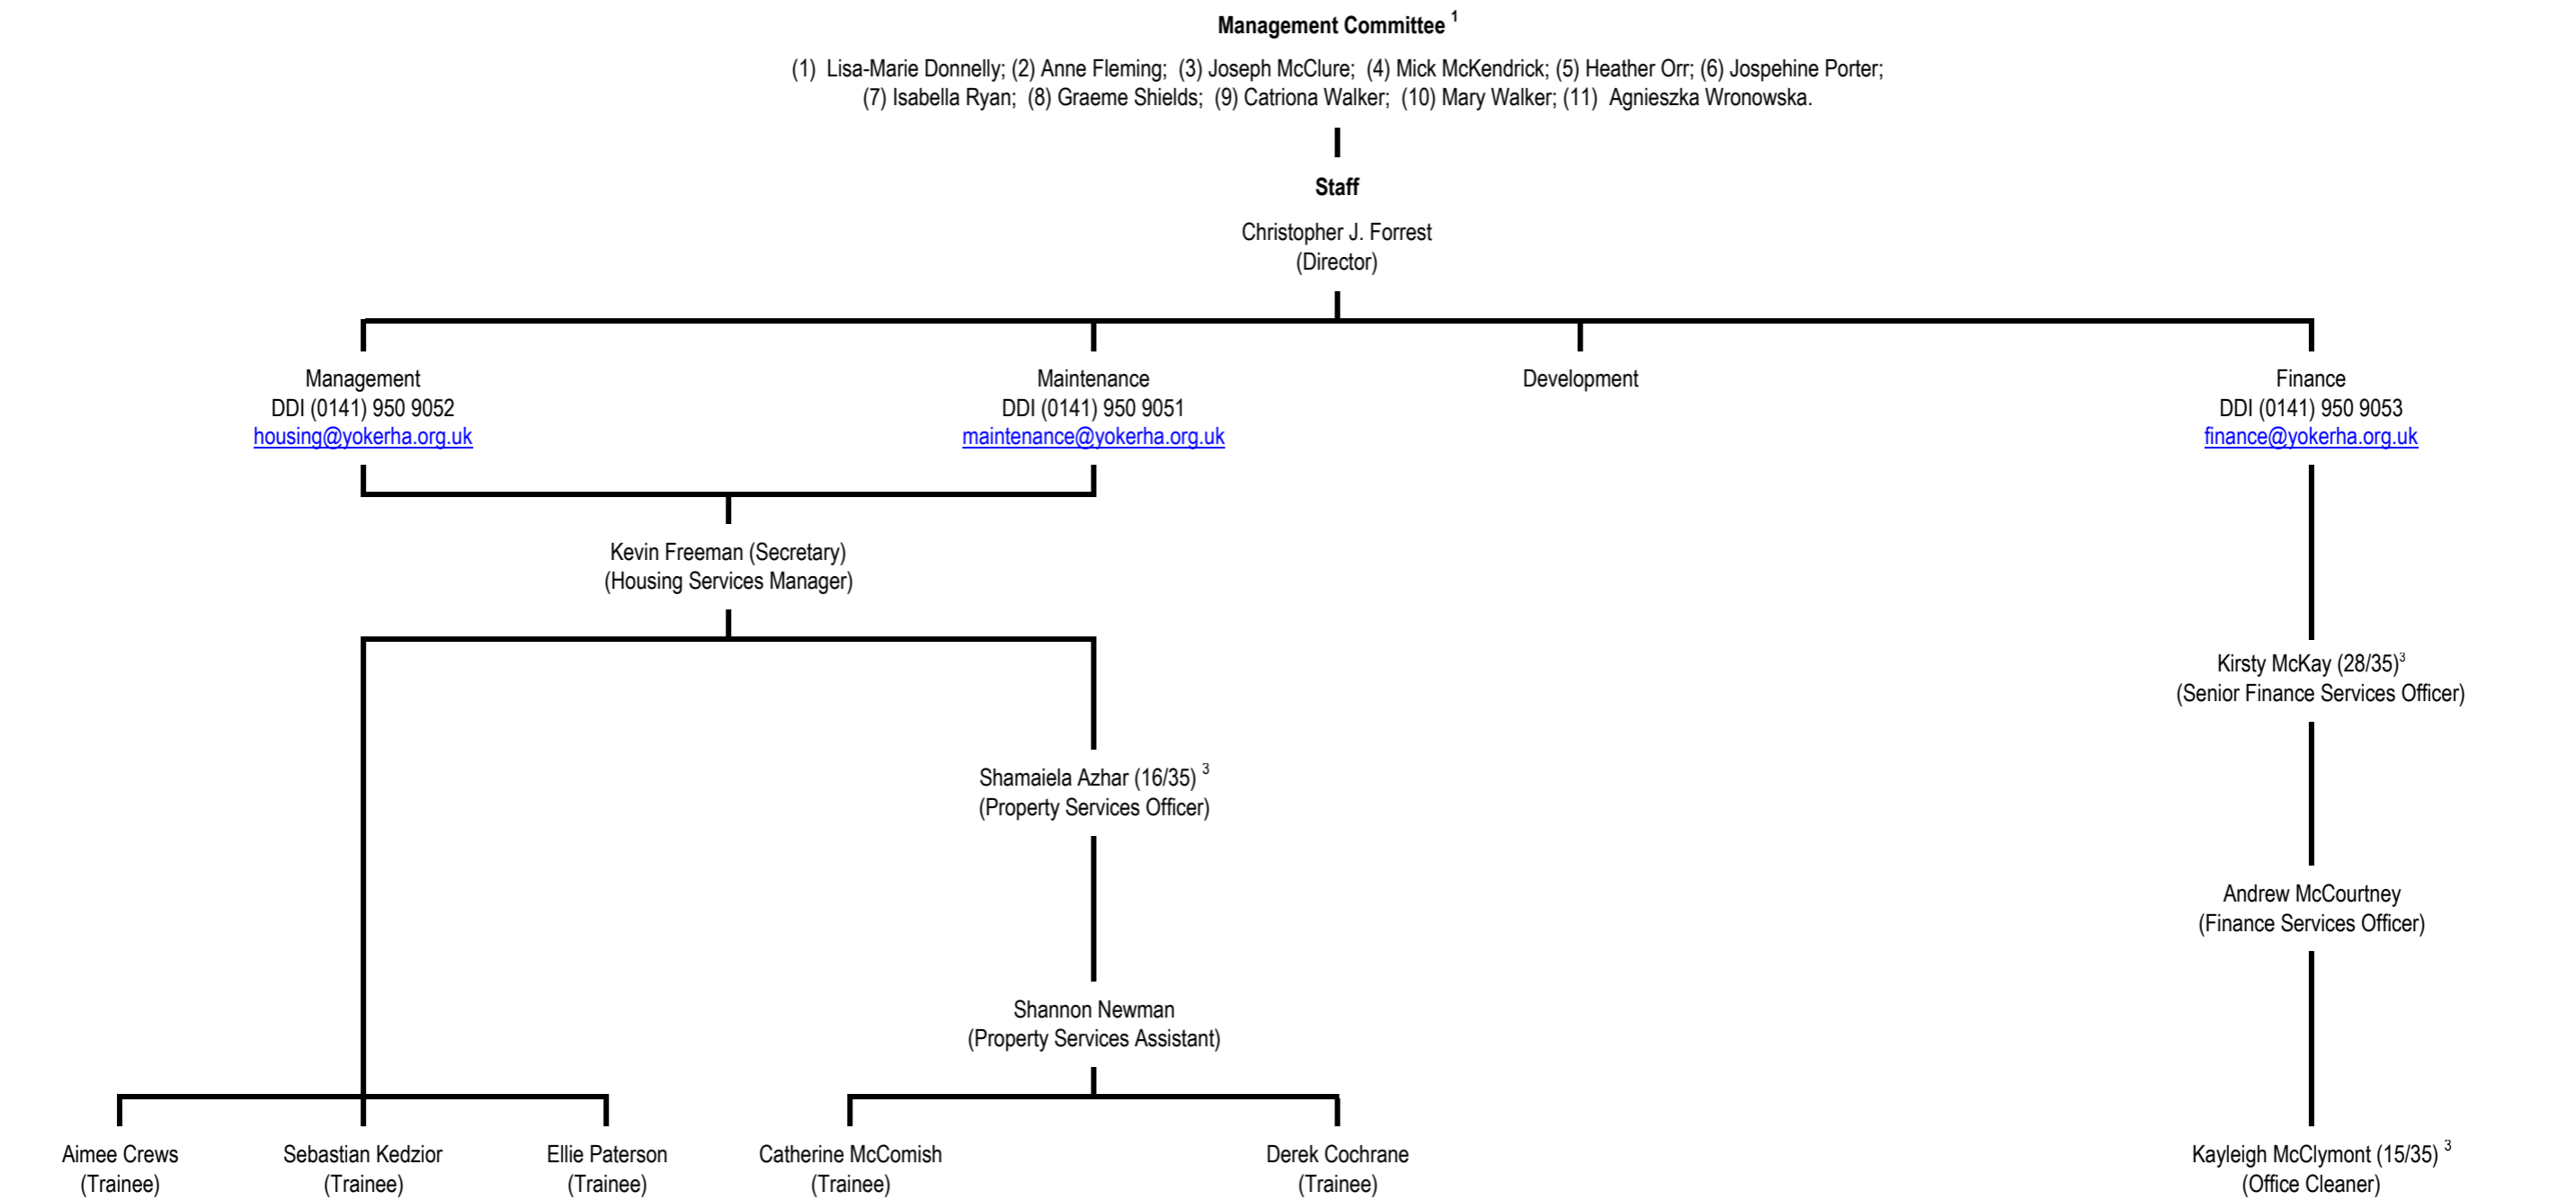 Management Committee 1
(1) Lisa-Marie Donnelly; (2) Anne Fleming; (3) Joseph McClure; (4) Mick McKendrick; (5) Heather Orr; (6) Jospehine Porter;
(7) Isabella Ryan; (8) Graeme Shields; (9) Catriona Walker; (10) Mary Walker; (11) Agnieszka Wronowska.
Staff
Christopher J. Forrest
(Director)
Management
DDI (0141) 950 9052
housing@yokerha.org.uk
Maintenance
DDI (0141) 950 9051
maintenance@yokerha.org.uk
Development
Finance
DDI (0141) 950 9053
finance@yokerha.org.uk
Kevin Freeman (Secretary)
(Housing Services Manager)
Kirsty McKay (28/35)3
(Senior Finance Services Officer)
Shamaiela Azhar (16/35) 3
(Property Services Officer)
Andrew McCourtney
(Finance Services Officer)
Shannon Newman
(Property Services Assistant)
Aimee Crews
(Trainee)
Sebastian Kedzior
(Trainee)
Ellie Paterson
(Trainee)
Catherine McComish
(Trainee)
Derek Cochrane
(Trainee)
Kayleigh McClymont (15/35) 3
(Office Cleaner)